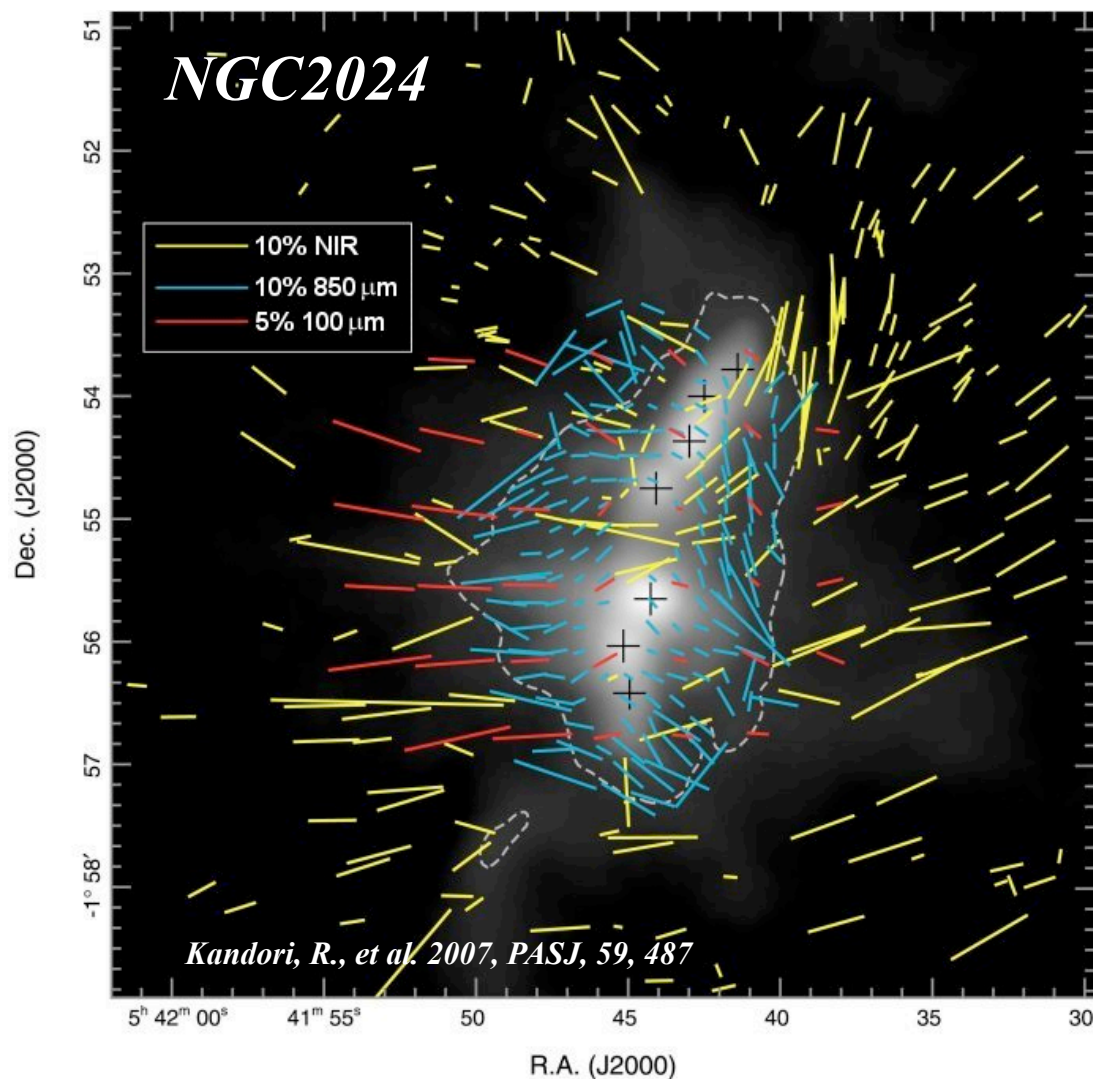 NGC2024
10% NIR
10% 850 μm
5% 100 μm
51
52
53
54
55
56
57
-1° 58′
Dec. (J2000)
Kandori, R., et al. 2007, PASJ, 59, 487
5ʰ 42ᵐ 00ˢ 41ᵐ 55ˢ 50 45 40 35 30
R.A. (J2000)